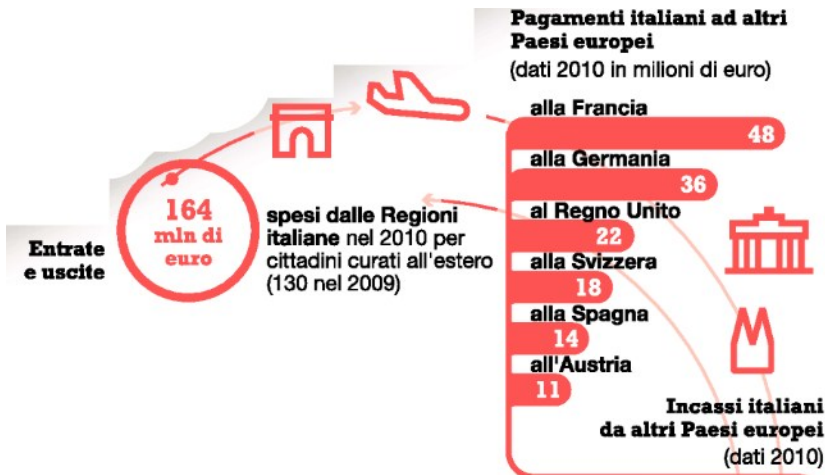 Pagamenti italiani ad altri
Paesi europei
(dati 2010 in milioni di euro)
alla Francia
48
alla Germania
36
al Regno Unito
22
alla Svizzera
18
alla Spagna
14
all'Austria
11
Entrate
e uscite
164
mln di
euro
spesi dalle Regioni
italiane nel 2010 per
cittadini curati all'estero
(130 nel 2009)
Incassi italiani
da altri Paesi europei
(dati 2010)